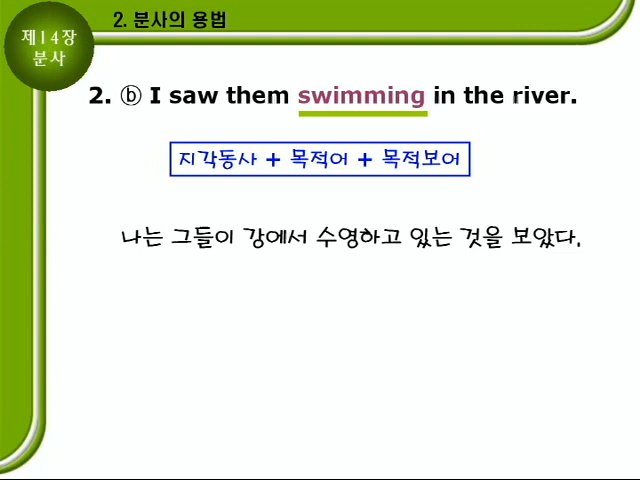 2. 분사의 용법
제14장
분사
2. ⓑ I saw them swimming in the river.
지각동사 + 목적어 + 목적보어
나는 그들이 강에서 수영하고 있는 것을 보았다.